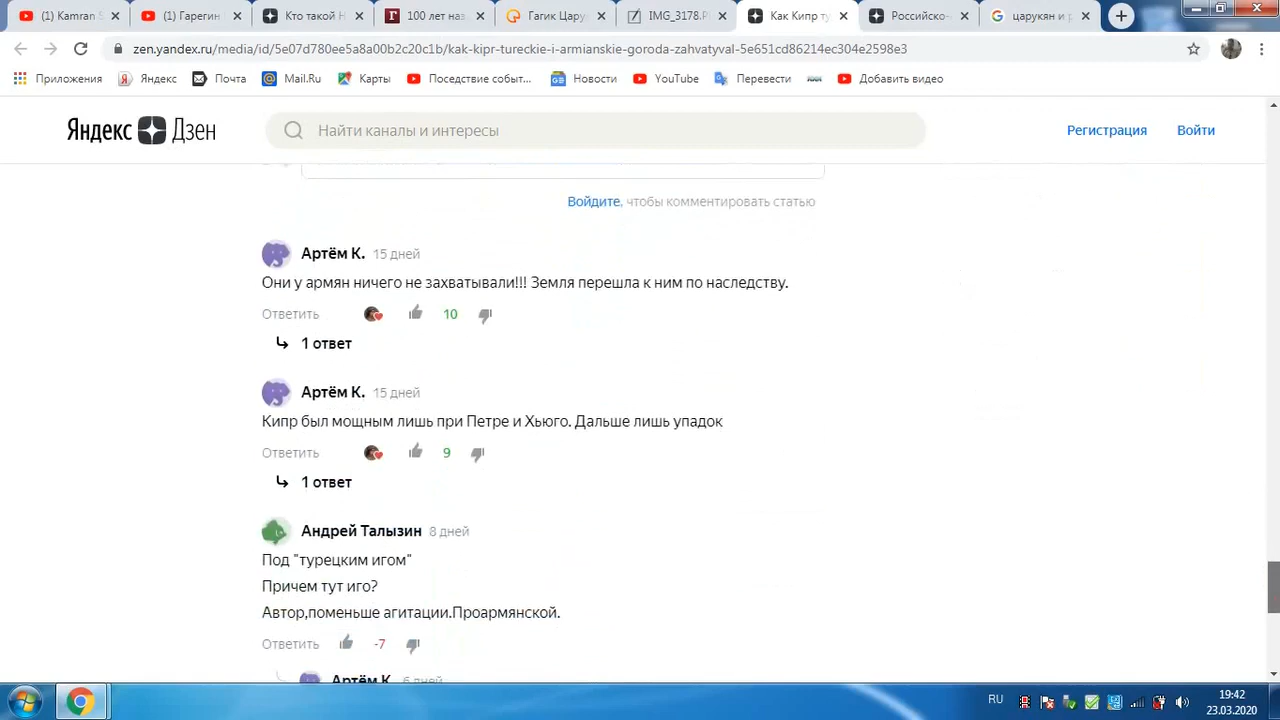 (1) Kamran S
(1) Гарегин
Кто такой Н
100 лет наз
Гагик Цару
IMG_3178.
Как Кипр ту
Российско-
царукян и р
zen.yandex.ru/media/id/5e07d780ee5a8a00b2c20c1b/kak-kipr-tureckie-i-armianskie-goroda-zahvatyval-5e651cd86214ec304e2598e3
Приложения
Яндекс
Почта
Mail.Ru
Карты
Поседствие събыт...
Новости
YouTube
Перевести
Добавить видео
Яндекс Дзен
Найти каналы и интересы
Регистрация
Войти
Войдите, чтобы комментировать статью
Артём К. 15 дней
Они у армян ничего не захватывали!!! Земля перешла к ним по наследству.
Ответить 10
1 ответ
Артём К. 15 дней
Кипр был мощным лишь при Петре и Хьюго. Дальше лишь упадок
Ответить 9
1 ответ
Андрей Талызин 8 дней
Под "турецким игом"
Причем тут иго?
Автор,поменьше агитации.Проармянской.
Ответить -7
Артём К. 6 дней
RU
19:42
23.03.2020